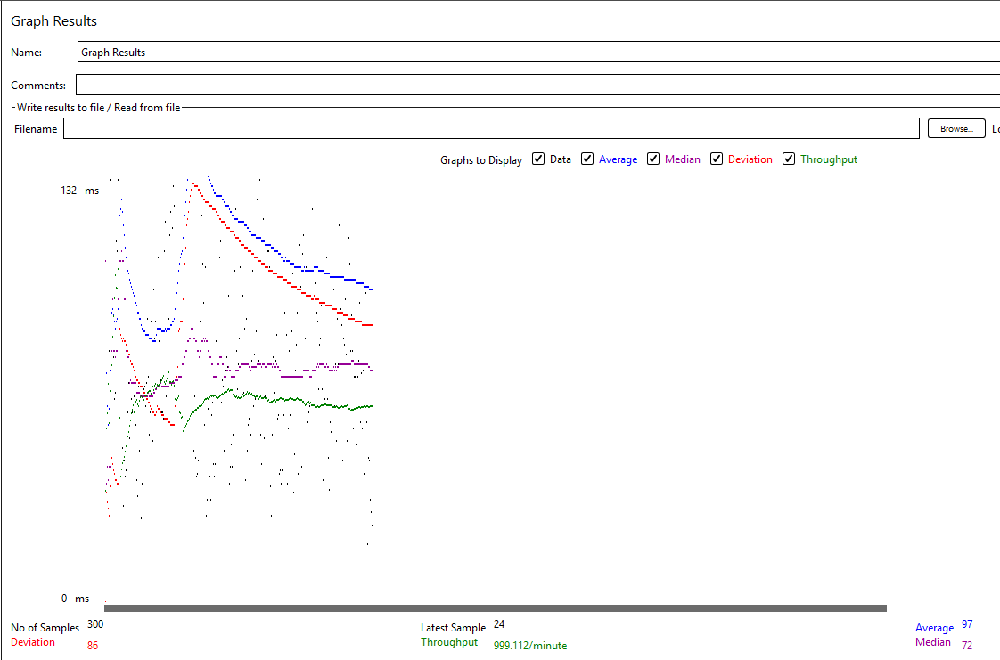 Graph Results
Name: Graph Results
Comments:
Write results to file / Read from file
Filename Browse...
Graphs to Display Data Average Median Deviation Throughput
132 ms
0 ms
No of Samples 300 Latest Sample 24 Average 97
Deviation 86 Throughput 999.112/minute Median 72